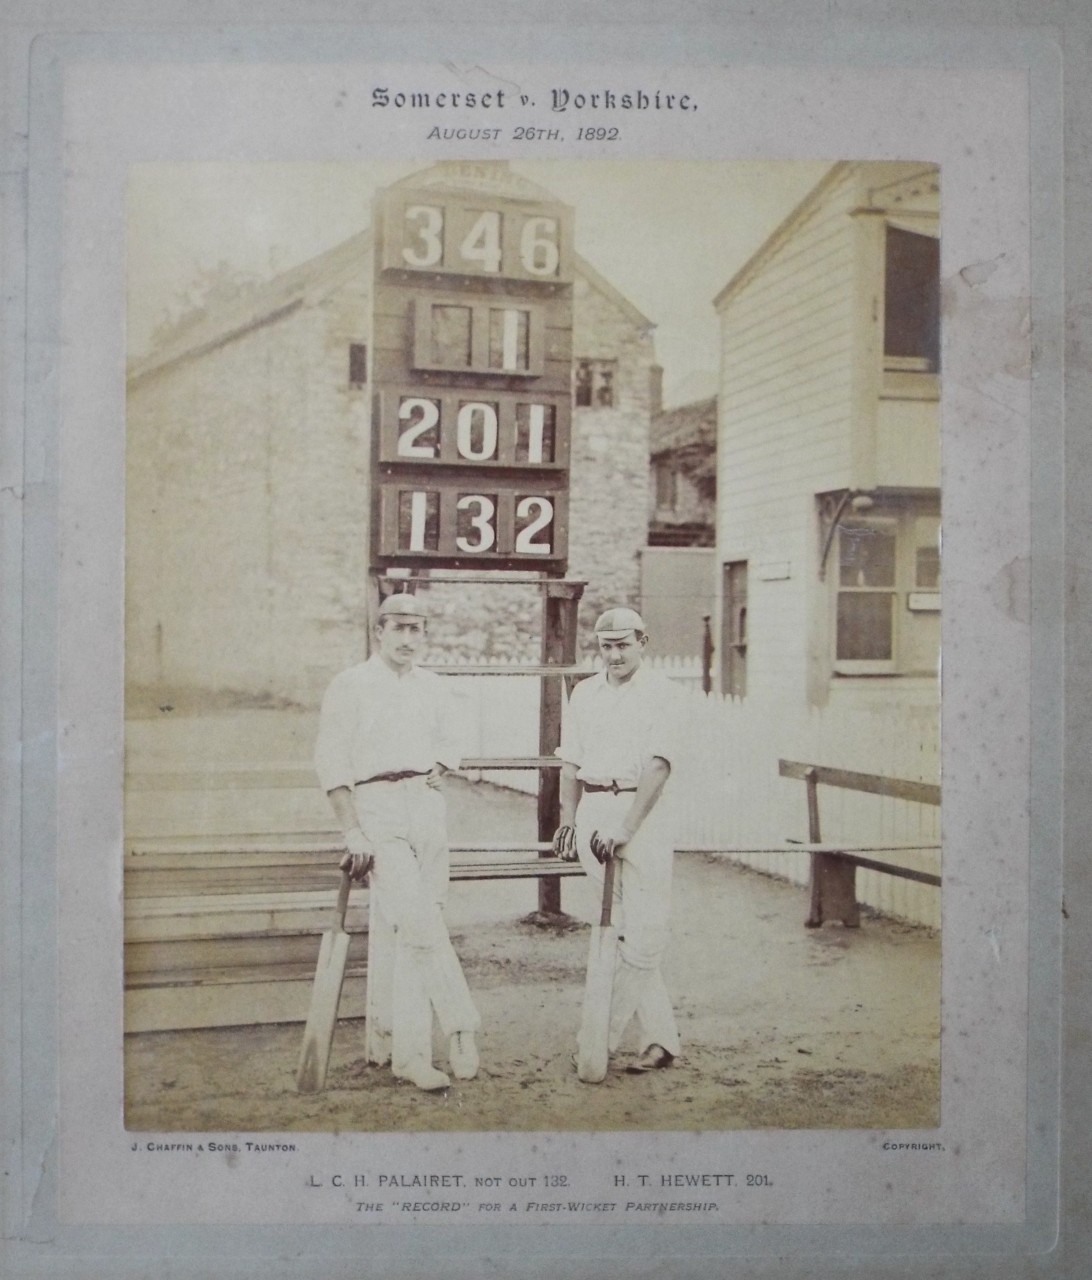 Somerset v. Yorkshire,
AUGUST 26TH, 1892.
346
1
201
132
J. CHAFFIN & SONS, TAUNTON.
COPYRIGHT.
L. C. H. PALAIRET, NOT OUT 132. H. T. HEWETT, 201.
THE "RECORD" FOR A FIRST-WICKET PARTNERSHIP.